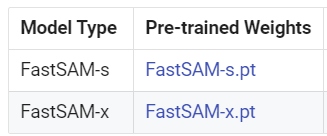 Model Type Pre-trained Weights
FastSAM-s FastSAM-s.pt
FastSAM-x FastSAM-x.pt